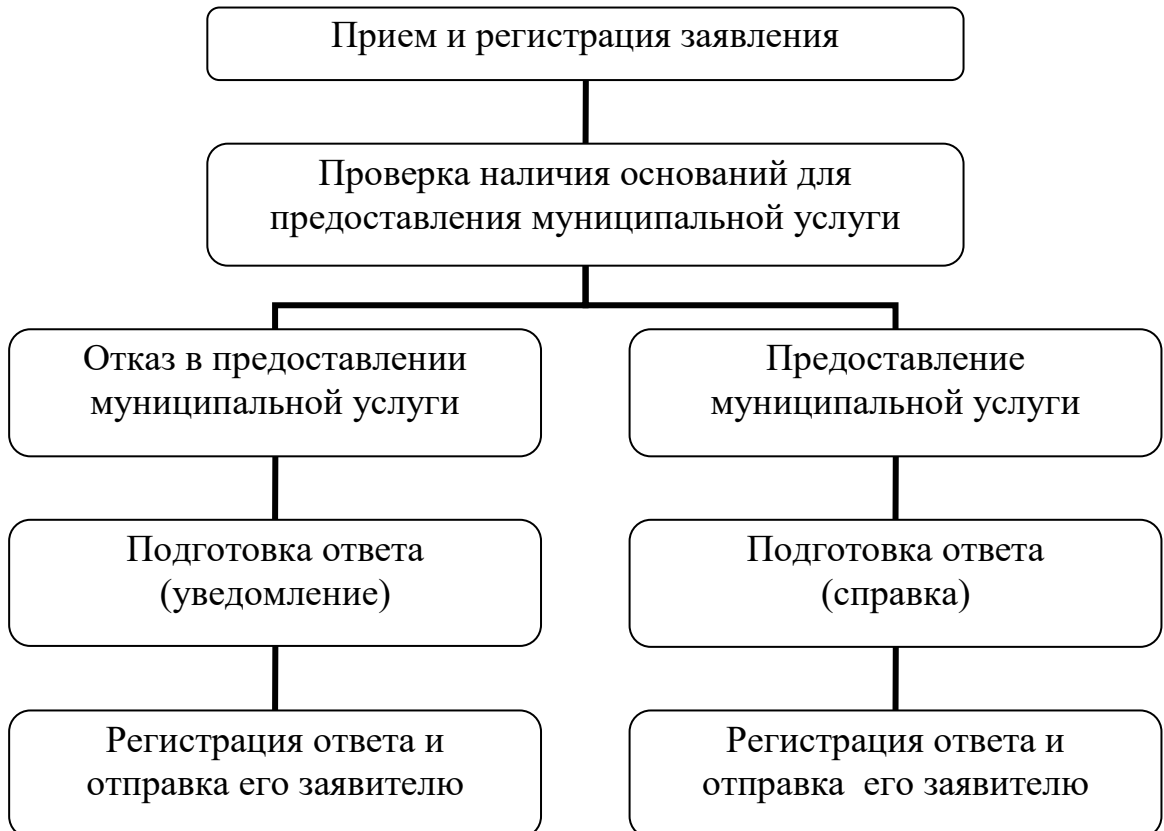 Прием и регистрация заявления
Проверка наличия оснований для
предоставления муниципальной услуги
Отказ в предоставлении
муниципальной услуги
Предоставление
муниципальной услуги
Подготовка ответа
(уведомление)
Подготовка ответа
(справка)
Регистрация ответа и
отправка его заявителю
Регистрация ответа и
отправка его заявителю